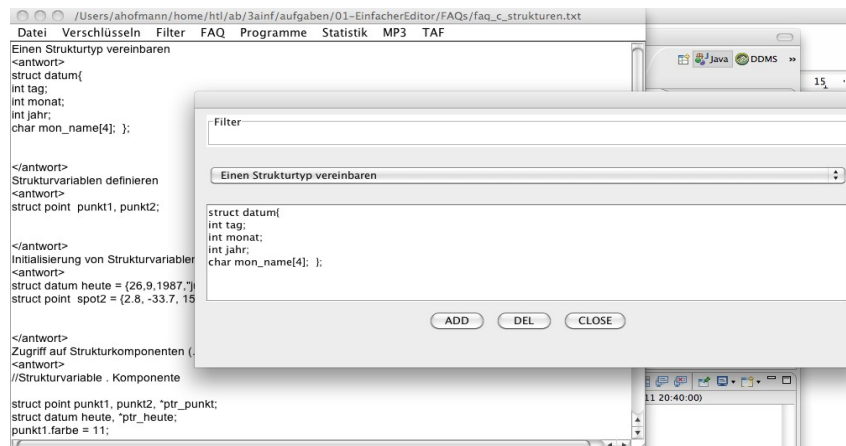 /Users/ahofmann/home/htl/ab/3ainf/aufgaben/01-EinfacherEditor/FAQs/faq_c_strukturen.txt
Datei Verschlüsseln Filter FAQ Programme Statistik MP3 TAF
Einen Strukturtyp vereinbaren
<antwort>
struct datum{
int tag;
int monat;
int jahr;
char mon_name[4]; };
</antwort>
Strukturvariablen definieren
<antwort>
struct point punkt1, punkt2;
</antwort>
Initialisierung von Strukturvariablen
<antwort>
struct datum heute = {26,9,1987,"j
struct point spot2 = {2.8, -33.7, 15
</antwort>
Zugriff auf Strukturkomponenten (.
<antwort>
//Strukturvariable . Komponente
struct point punkt1, punkt2, *ptr_punkt;
struct datum heute, *ptr_heute;
punkt1.farbe = 11;
Filter
Einen Strukturtyp vereinbaren
struct datum{
int tag;
int monat;
int jahr;
char mon_name[4]; };
ADD DEL CLOSE
Java DDMS »
15
11 20:40:00)